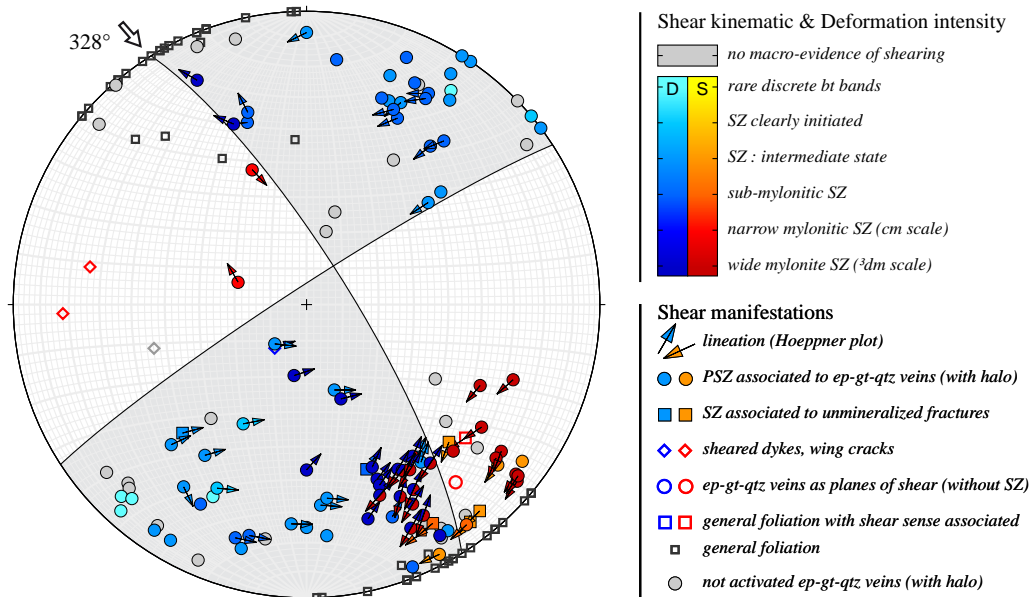 328°
Shear kinematic & Deformation intensity
no macro-evidence of shearing
D S
rare discrete bt bands
SZ clearly initiated
SZ : intermediate state
sub-mylonitic SZ
narrow mylonitic SZ (cm scale)
wide mylonite SZ (³dm scale)
Shear manifestations
lineation (Hoeppner plot)
PSZ associated to ep-gt-qtz veins (with halo)
SZ associated to unmineralized fractures
sheared dykes, wing cracks
ep-gt-qtz veins as planes of shear (without SZ)
general foliation with shear sense associated
general foliation
not activated ep-gt-qtz veins (with halo)